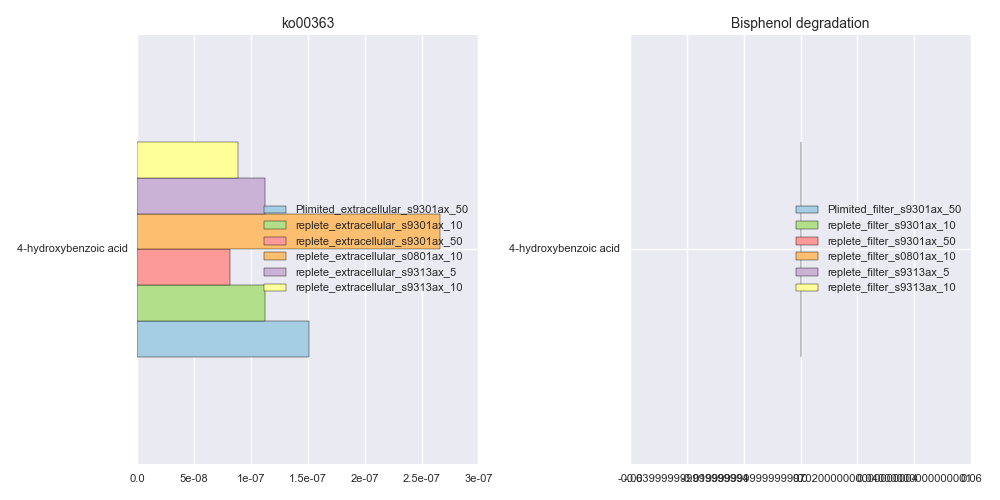 ko00363
Bisphenol degradation
4-hydroxybenzoic acid
Plimited_extracellular_s9301ax_50
replete_extracellular_s9301ax_10
replete_extracellular_s9301ax_50
replete_extracellular_s0801ax_10
replete_extracellular_s9313ax_5
replete_extracellular_s9313ax_10
0.0 5e-08 1e-07 1.5e-07 2e-07 2.5e-07 3e-07
4-hydroxybenzoic acid
Plimited_filter_s9301ax_50
replete_filter_s9301ax_10
replete_filter_s9301ax_50
replete_filter_s0801ax_10
replete_filter_s9313ax_5
replete_filter_s9313ax_10